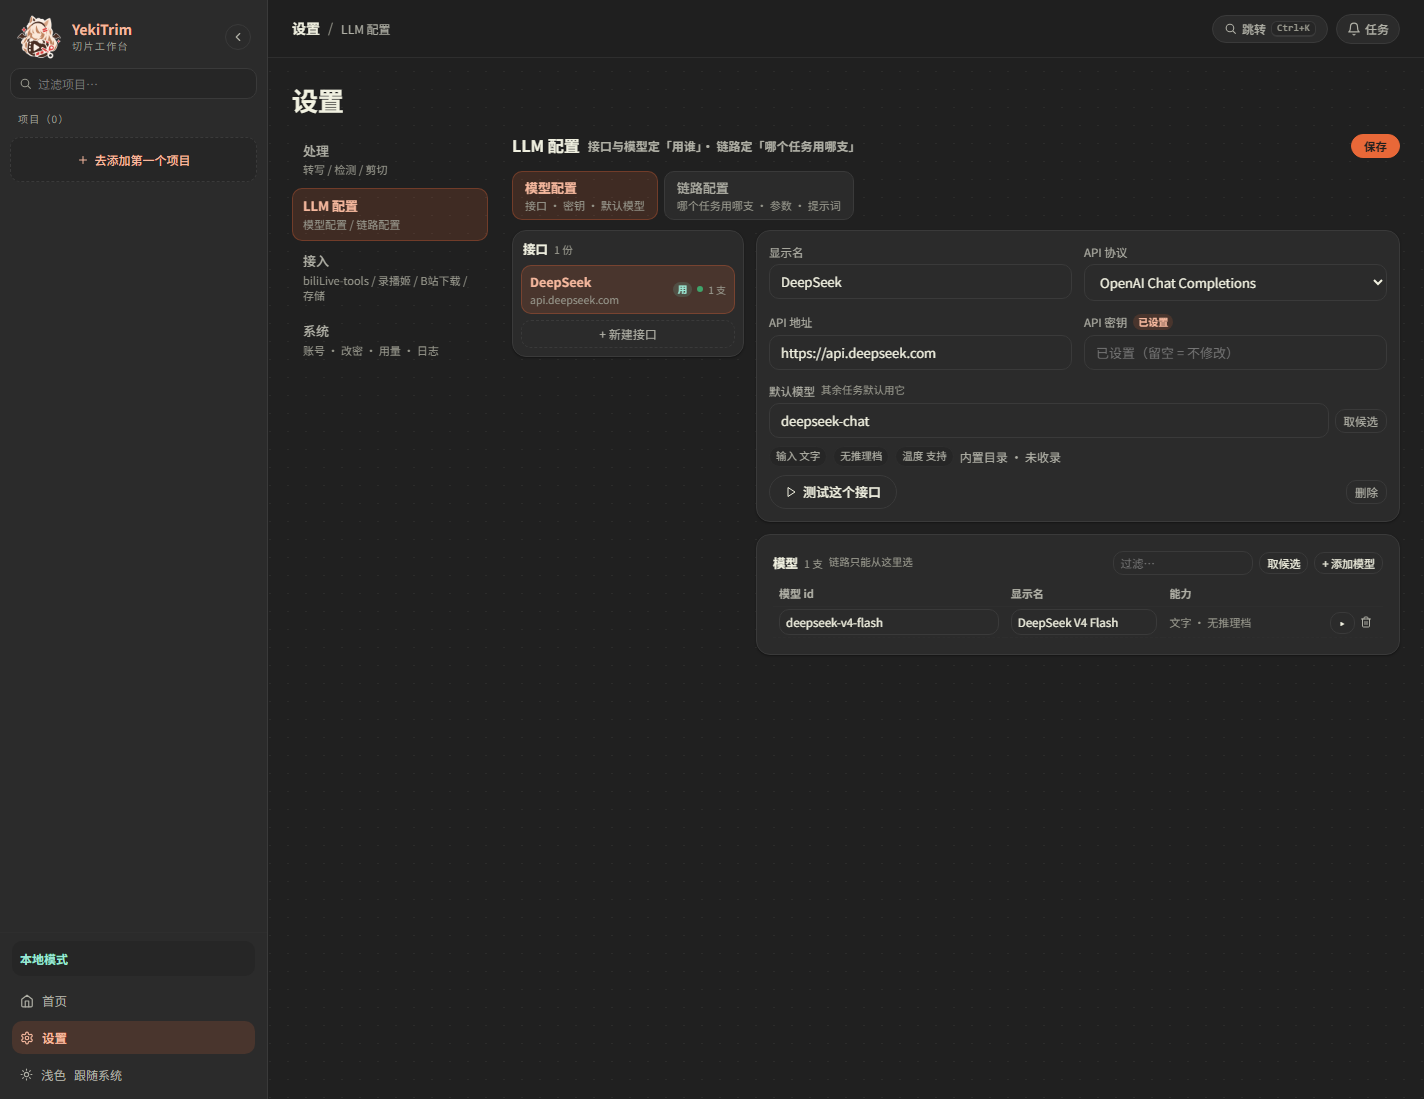 YekiTrim
切片工作台
过滤项目…
项目（0）
+ 去添加第一个项目
本地模式
首页
设置
浅色 跟随系统
设置 / LLM 配置
跳转 Ctrl+K
任务
设置
处理
转写 / 检测 / 剪切
LLM 配置
模型配置 / 链路配置
接入
biliLive-tools / 录播姬 / B站下载 /
存储
系统
账号 · 改密 · 用量 · 日志
LLM 配置 接口与模型定「用谁」· 链路定「哪个任务用哪支」
保存
模型配置
接口 · 密钥 · 默认模型
链路配置
哪个任务用哪支 · 参数 · 提示词
接口 1 份
DeepSeek
api.deepseek.com
用 1 支
+ 新建接口
显示名
DeepSeek
API 协议
OpenAI Chat Completions
API 地址
https://api.deepseek.com
API 密钥 已设置
已设置（留空 = 不修改）
默认模型 其余任务默认用它
deepseek-chat
取候选
输入 文字 无推理档 温度 支持 内置目录 · 未收录
测试这个接口
删除
模型 1 支 链路只能从这里选
过滤…
取候选
+ 添加模型
模型 id 显示名 能力
deepseek-v4-flash DeepSeek V4 Flash 文字 · 无推理档